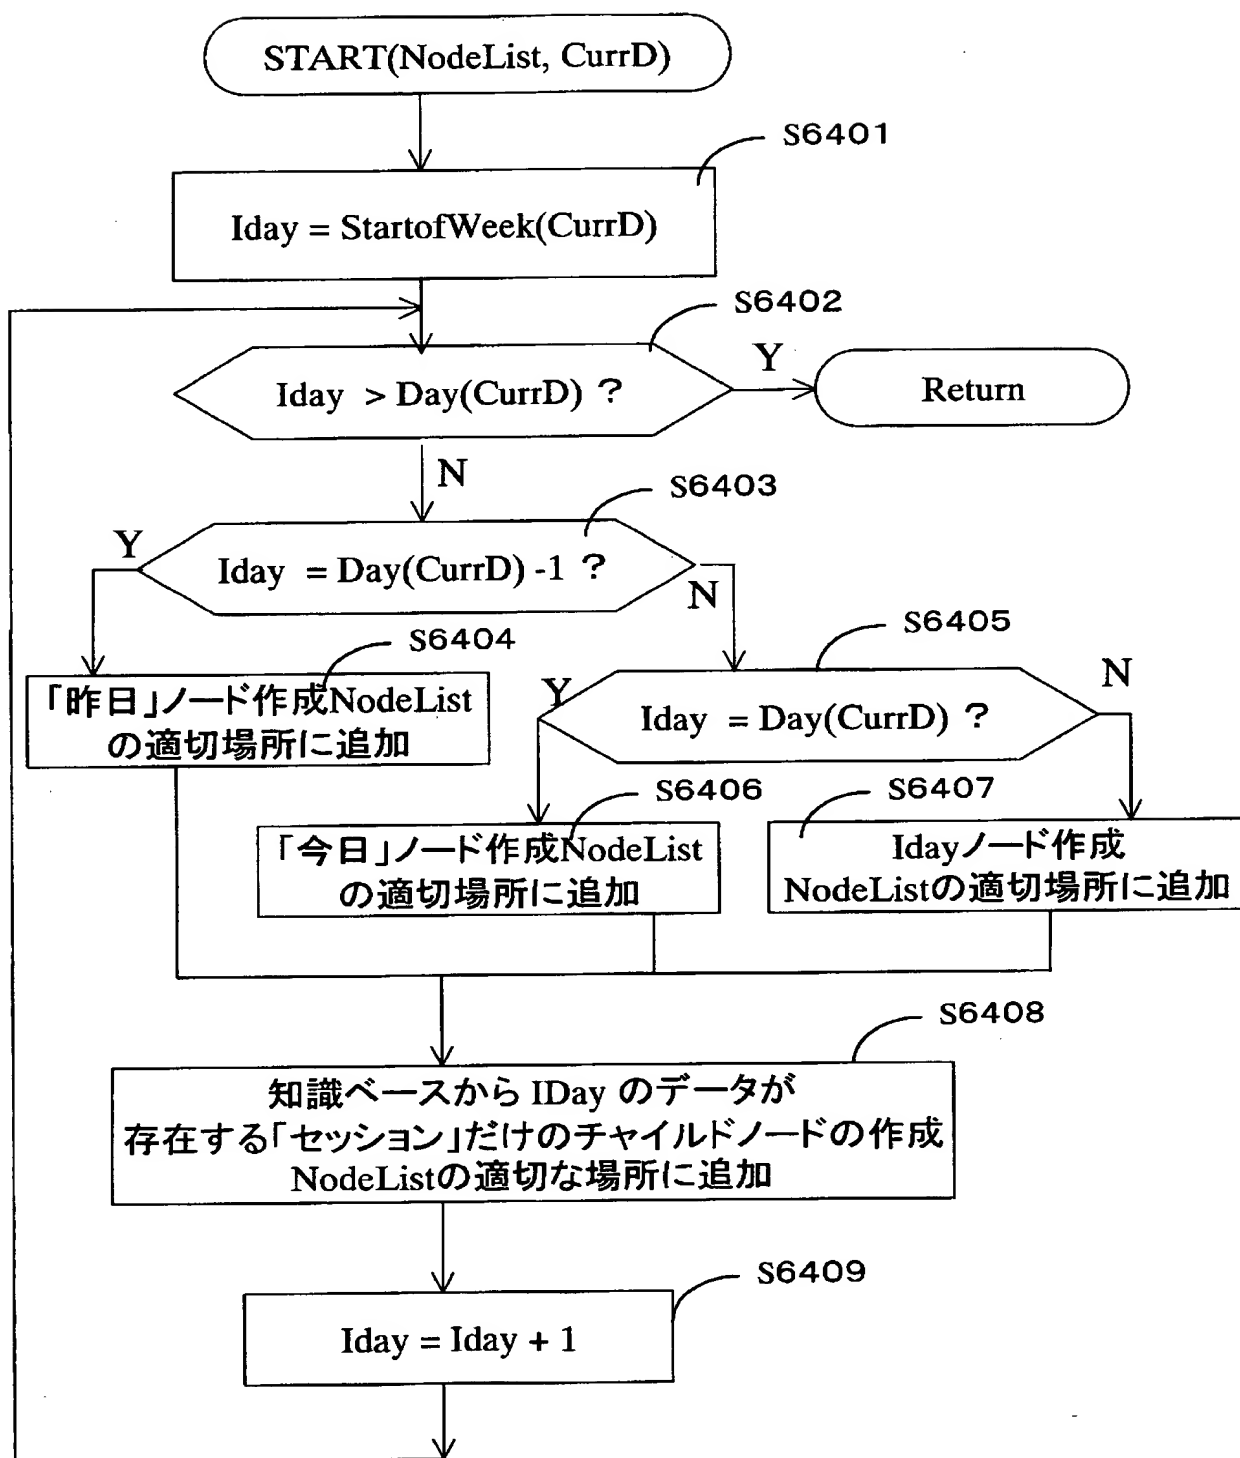 START(NodeList, CurrD)
S6401
Iday = StartofWeek(CurrD)
S6402
Iday > Day(CurrD) ?
Y
Return
N
S6403
Y
Iday = Day(CurrD) -1 ?
N
S6404
S6405
「昨日」ノード作成NodeList
の適切場所に追加
Y
Iday = Day(CurrD) ?
N
S6406
S6407
「今日」ノード作成NodeList
の適切場所に追加
Idayノード作成
NodeListの適切場所に追加
S6408
知識ベースから IDay のデータが
存在する「セッション」だけのチャイルドノードの作成
NodeListの適切な場所に追加
S6409
Iday = Iday + 1